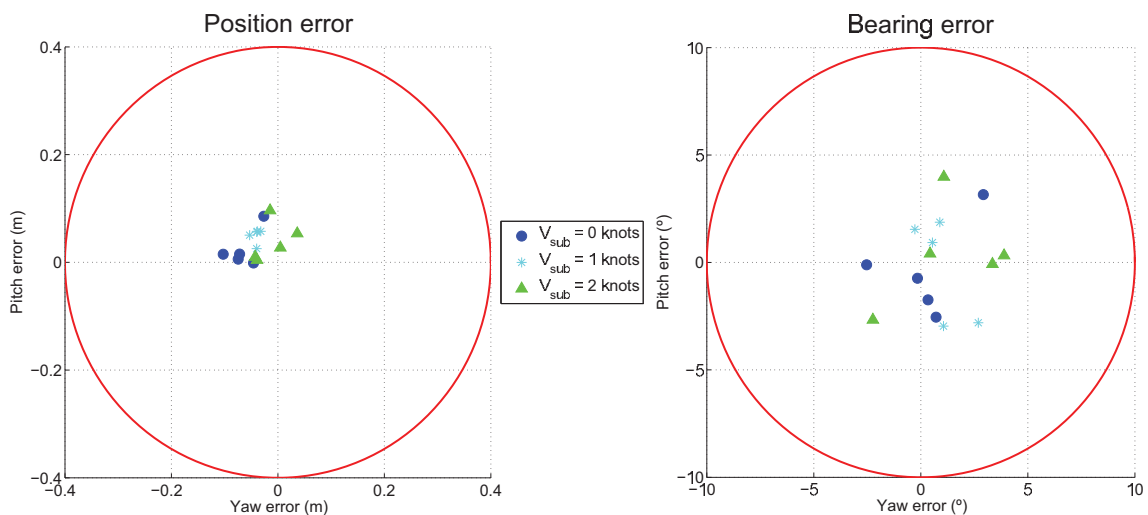 Position error
0.4
0.2
0
−0.2
−0.4
−0.4
−0.2
0
0.2
0.4
Pitch error (m)
Yaw error (m)
V_sub = 0 knots
V_sub = 1 knots
V_sub = 2 knots
Bearing error
10
5
0
−5
−10
−10
−5
0
5
10
Pitch error (º)
Yaw error (º)